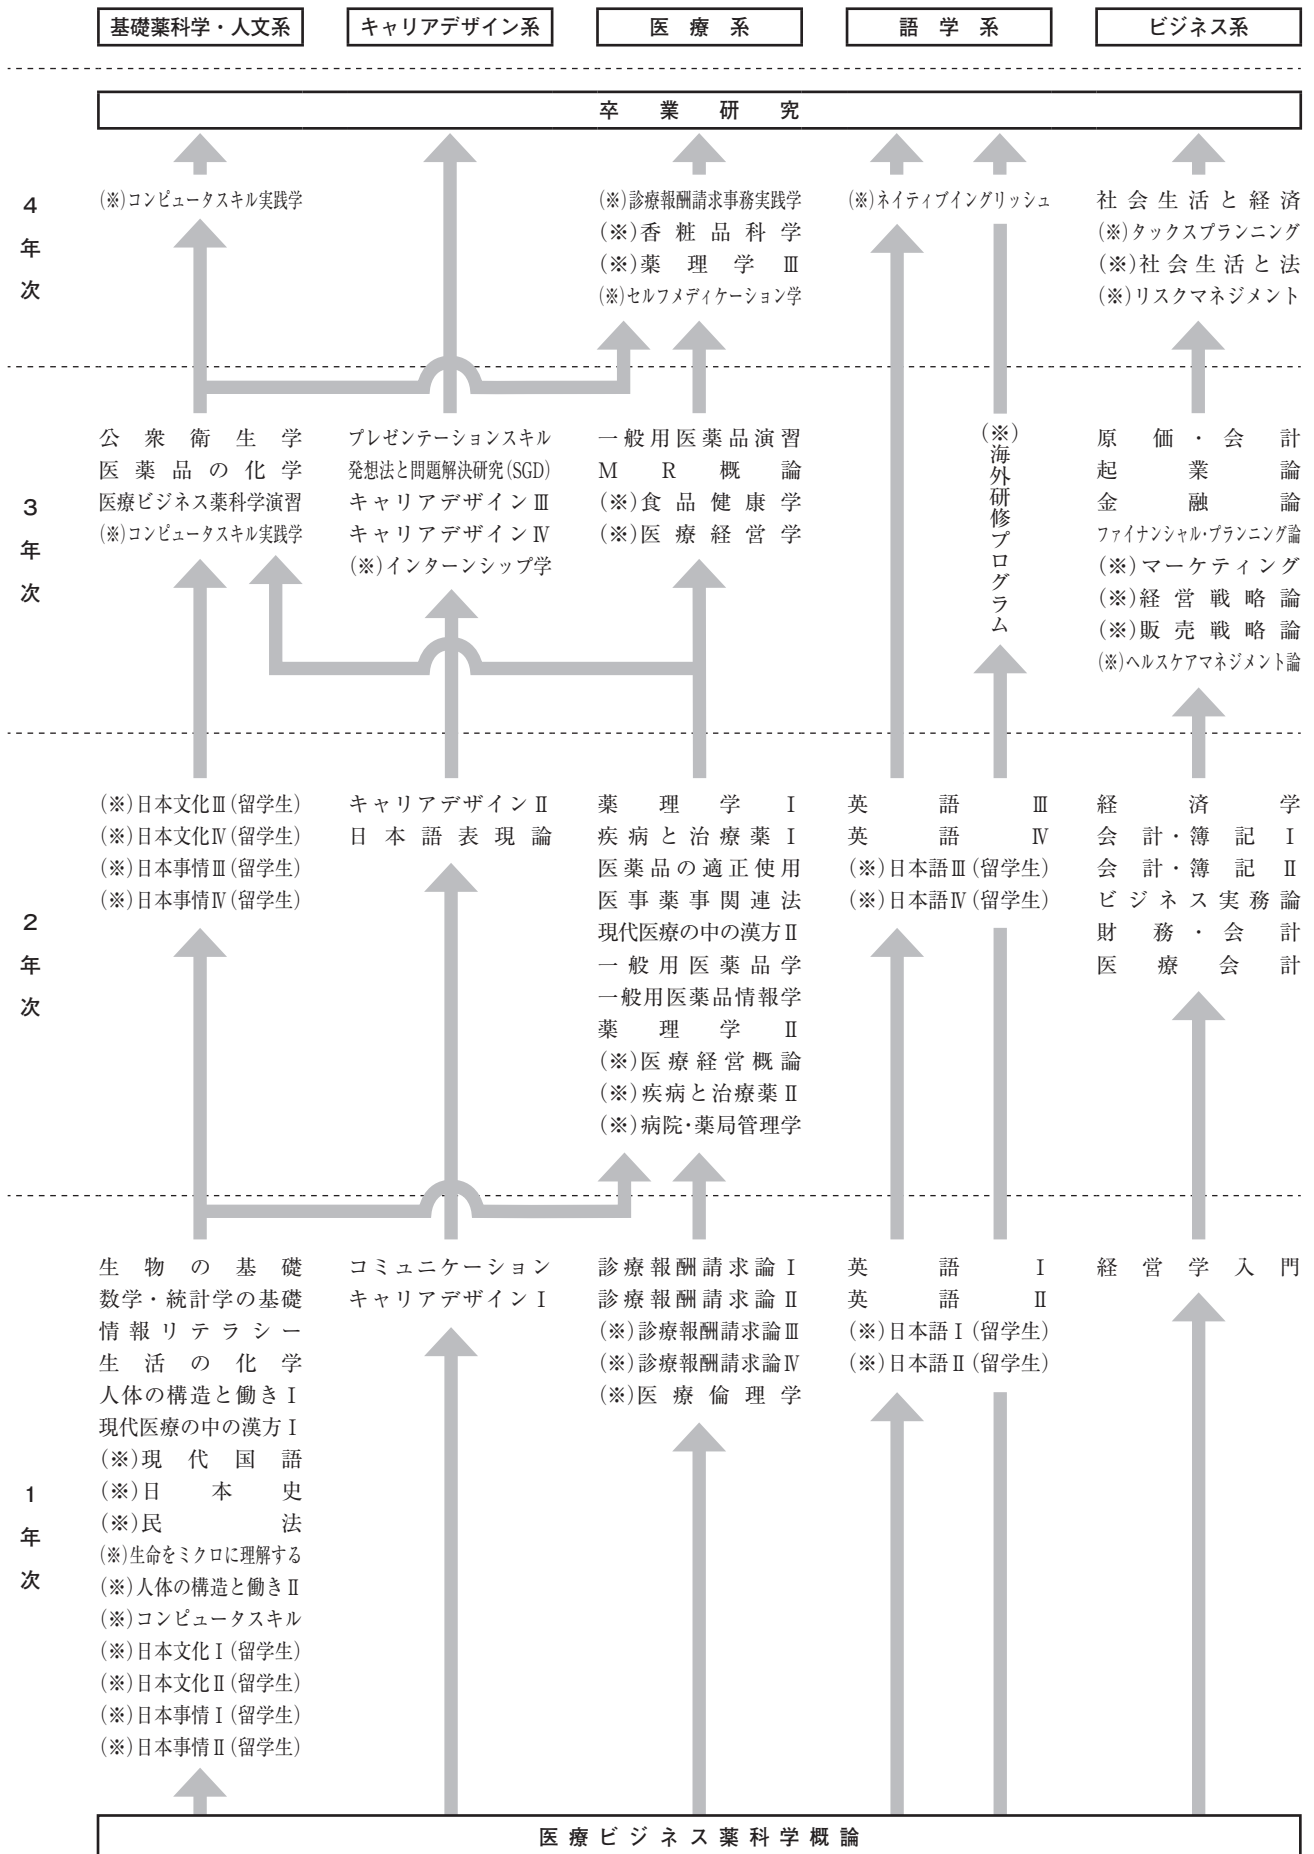 基礎薬科学・人文系
キャリアデザイン系
医療系
語学系
ビジネス系
卒業研究
4年次
(※)コンピュータスキル実践学
(※)診療報酬請求事務実践学
(※)香粧品科学
(※)薬理学Ⅲ
(※)セルフメディケーション学
(※)ネイティブイングリッシュ
社会生活と経済
(※)タックスプランニング
(※)社会生活と法
(※)リスクマネジメント
3年次
公衆衛生学
医薬品の化学
医療ビジネス薬科学演習
(※)コンピュータスキル実践学
プレゼンテーションスキル
発想法と問題解決研究(SGD)
キャリアデザインⅢ
キャリアデザインⅣ
(※)インターンシップ学
一般用医薬品演習
MR概論
(※)食品健康学
(※)医療経営学
(※)海外研修プログラム
原価・会計
起業論
金融論
ファイナンシャル・プランニング論
(※)マーケティング
(※)経営戦略論
(※)販売戦略論
(※)ヘルスケアマネジメント論
2年次
(※)日本文化Ⅲ(留学生)
(※)日本文化Ⅳ(留学生)
(※)日本事情Ⅲ(留学生)
(※)日本事情Ⅳ(留学生)
キャリアデザインⅡ
日本語表現論
薬理学Ⅰ
疾病と治療薬Ⅰ
医薬品の適正使用
医事薬事関連法
現代医療の中の漢方Ⅱ
一般用医薬品学
一般用医薬品情報学
薬理学Ⅱ
(※)医療経営概論
(※)疾病と治療薬Ⅱ
(※)病院・薬局管理学
英語Ⅲ
英語Ⅳ
(※)日本語Ⅲ(留学生)
(※)日本語Ⅳ(留学生)
経済学
会計・簿記Ⅰ
会計・簿記Ⅱ
ビジネス実務論
財務・会計
医療会計
1年次
生物の基礎
数学・統計学の基礎
情報リテラシー
生活の化学
人体の構造と働きⅠ
現代医療の中の漢方Ⅰ
(※)現代国語
(※)日本史
(※)民法
(※)生命をミクロに理解する
(※)人体の構造と働きⅡ
(※)コンピュータスキル
(※)日本文化Ⅰ(留学生)
(※)日本文化Ⅱ(留学生)
(※)日本事情Ⅰ(留学生)
(※)日本事情Ⅱ(留学生)
コミュニケーション
キャリアデザインⅠ
診療報酬請求論Ⅰ
診療報酬請求論Ⅱ
(※)診療報酬請求論Ⅲ
(※)診療報酬請求論Ⅳ
(※)医療倫理学
英語Ⅰ
英語Ⅱ
(※)日本語Ⅰ(留学生)
(※)日本語Ⅱ(留学生)
経営学入門
医療ビジネス薬科学概論